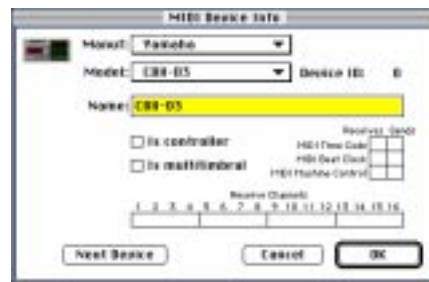 MIDI Device Info
Manuf: Yamaha
Model: CBX-D3 Device ID: 0
Name: CBX-D3
Receives Sends
Is controller
MIDI Time Code
MIDI Beat Clock
Is multitimbral
MIDI Machine Control
Receive Channels
1 2 3 4 5 6 7 8 9 10 11 12 13 14 15 16
Next Device Cancel OK